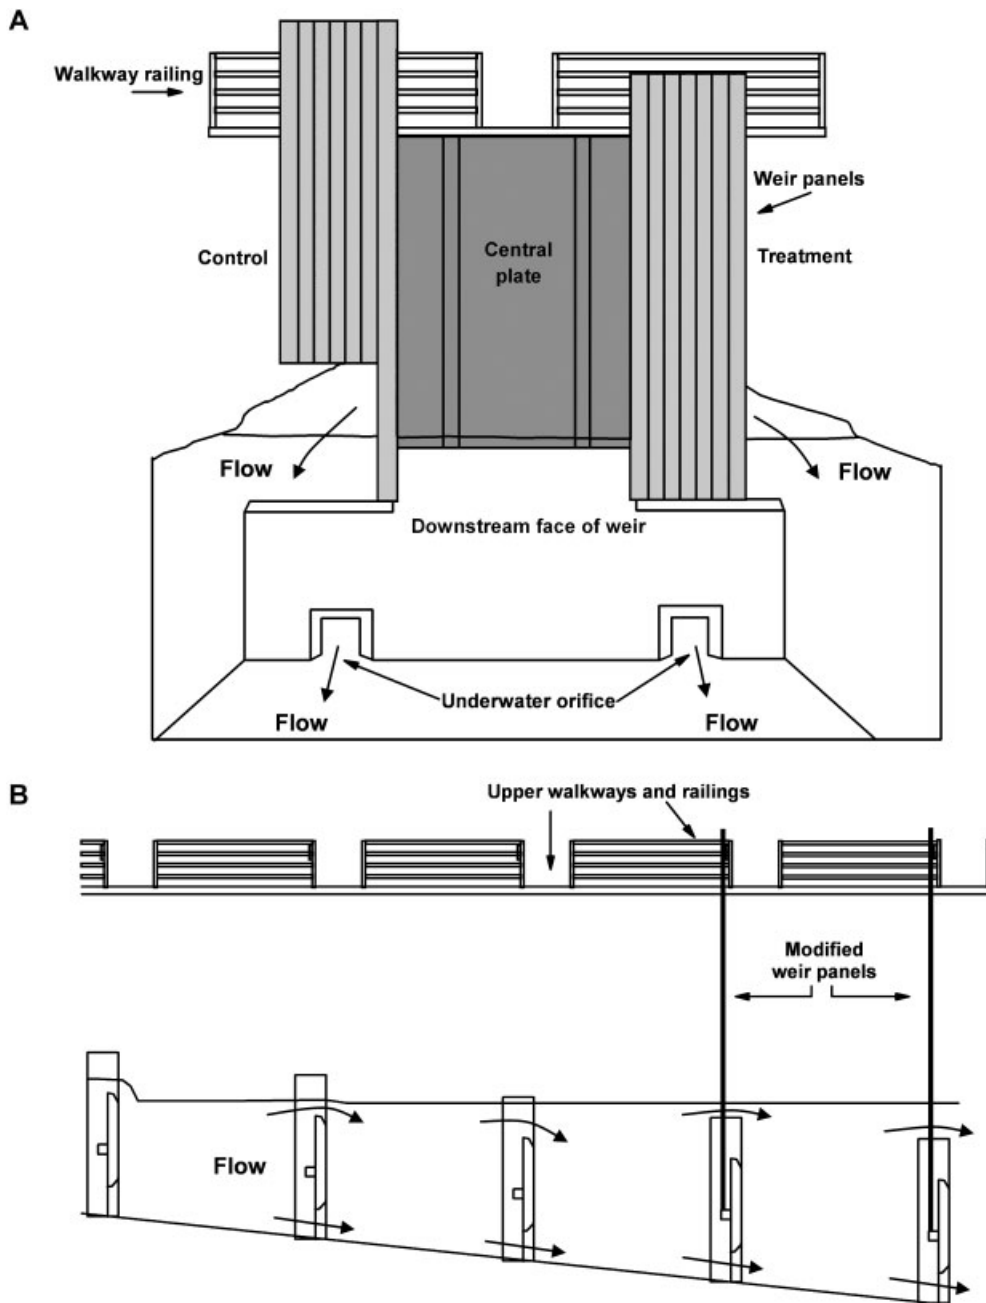 A
Walkway railing
Weir panels
Control
Central
plate
Treatment
Flow
Flow
Downstream face of weir
Underwater orifice
Flow
Flow
B
Upper walkways and railings
Modified
weir panels
Flow